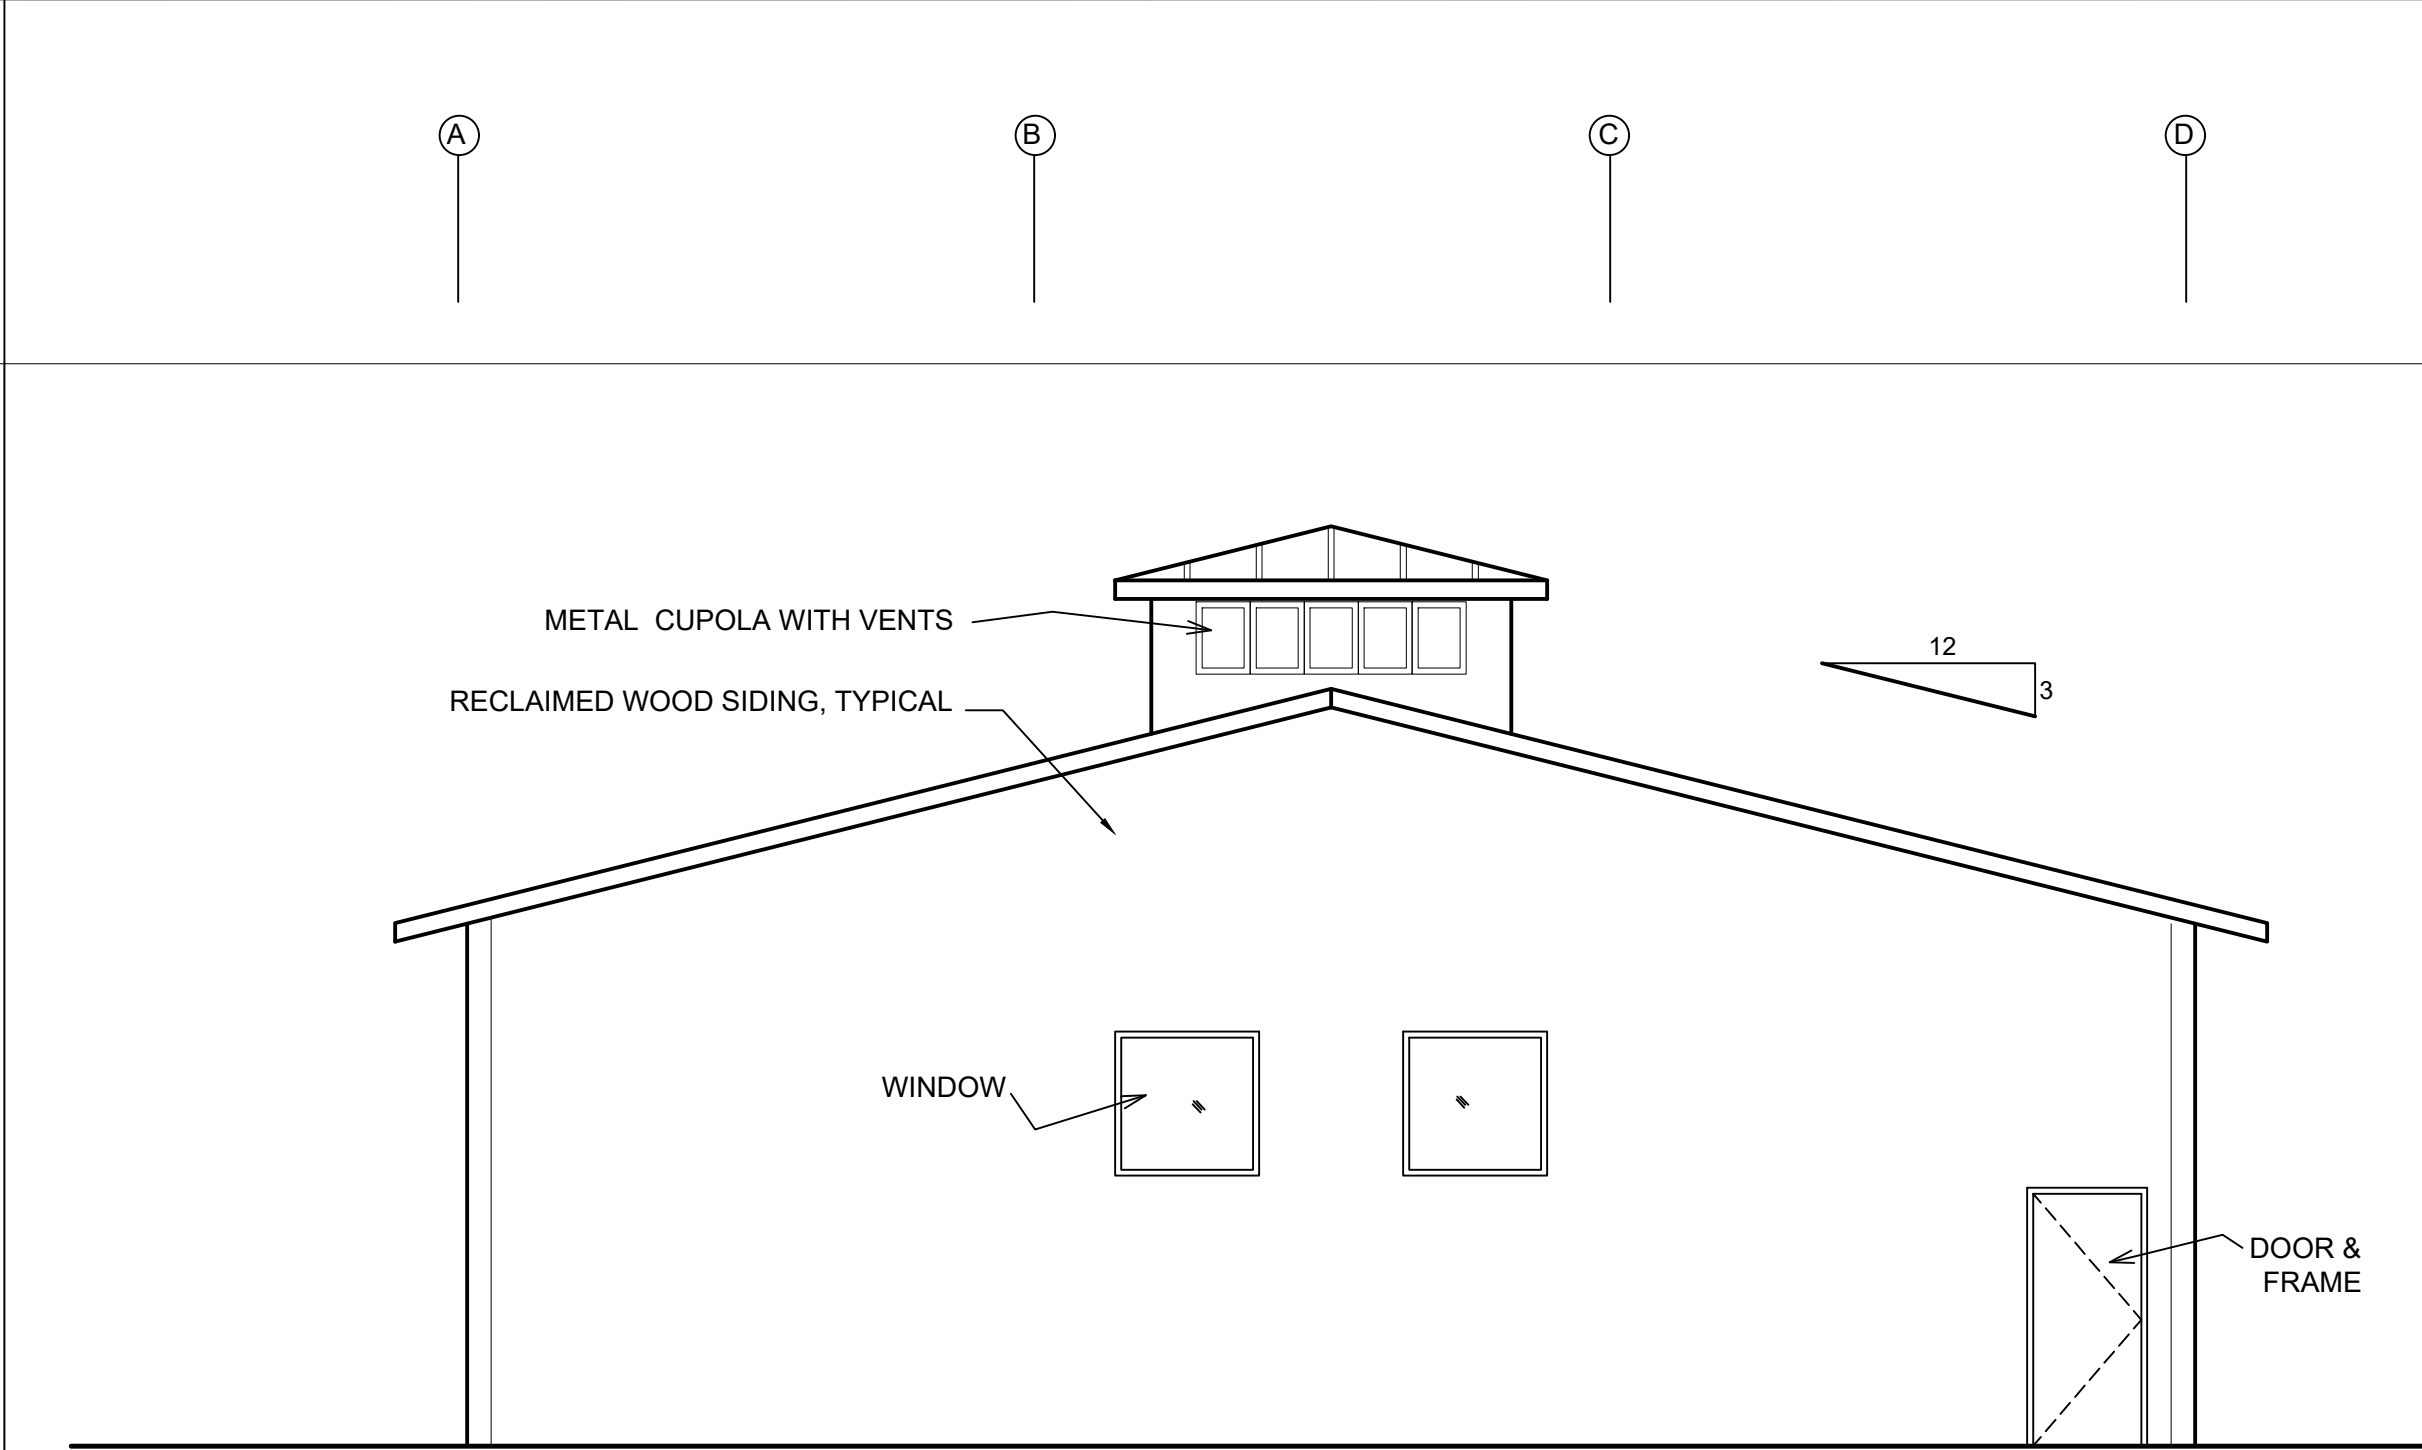 A B C D
METAL CUPOLA WITH VENTS
12
3
RECLAIMED WOOD SIDING, TYPICAL
WINDOW
DOOR &
FRAME